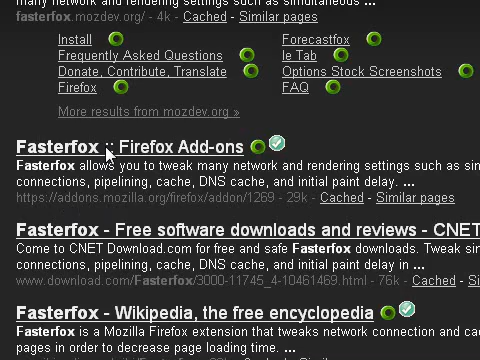 many network and rendering settings such as simultaneous ...
fasterfox.mozdev.org/ - 4k - Cached - Similar pages
Install Forecastfox
Frequently Asked Questions Ie Tab
Donate, Contribute, Translate Options Stock Screenshots
Firefox FAQ
More results from mozdev.org »
Fasterfox :: Firefox Add-ons
Fasterfox allows you to tweak many network and rendering settings such as sim
connections, pipelining, cache, DNS cache, and initial paint delay. ...
https://addons.mozilla.org/firefox/addon/1269 - 29k - Cached - Similar pages
Fasterfox - Free software downloads and reviews - CNET
Come to CNET Download.com for free and safe Fasterfox downloads. Tweak sim
connections, pipelining, cache, DNS cache, and initial paint delay in ...
www.download.com/Fasterfox/3000-11745_4-10461469.html - 76k - Cached - Si
Fasterfox - Wikipedia, the free encyclopedia
Fasterfox is a Mozilla Firefox extension that tweaks network connection and cac
pages in order to decrease page loading time. ...